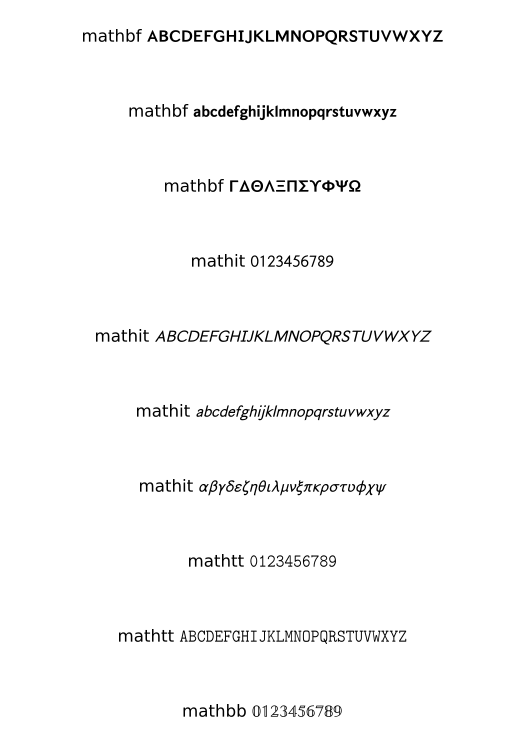 mathbf ABCDEFGHIJKLMNOPQRSTUVWXYZ
mathbf abcdefghijklmnopqrstuvwxyz
mathbf ΓΔΘΛΞΠΣΥΦΨΩ
mathit 0123456789
mathit ABCDEFGHIJKLMNOPQRSTUVWXYZ
mathit abcdefghijklmnopqrstuvwxyz
mathit αβγδεζηθιλμνξπκρστυφχψ
mathtt 0123456789
mathtt ABCDEFGHIJKLMNOPQRSTUVWXYZ
mathbb 0123456789